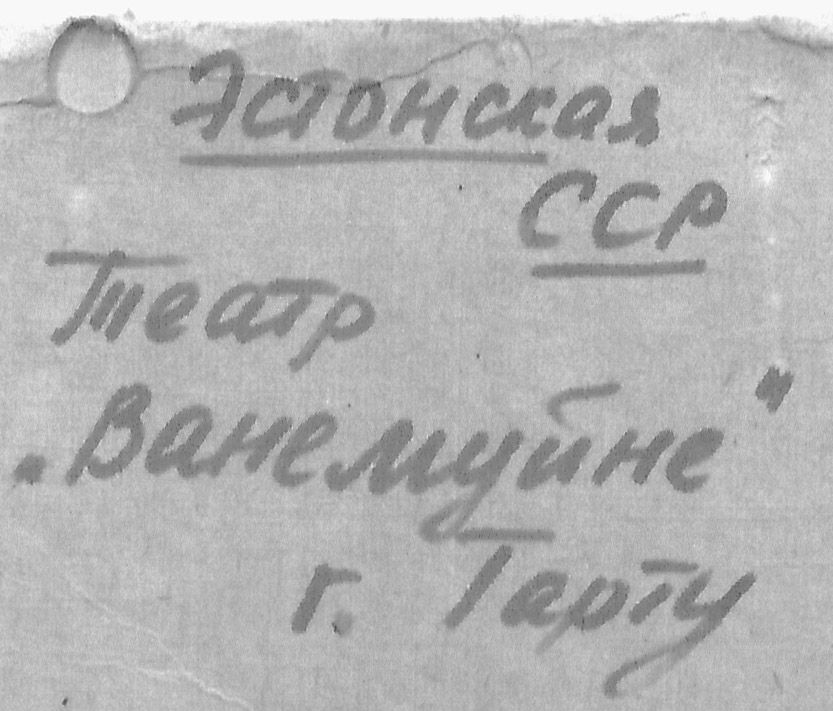 Эстонская
ССР
Театр
„Ванемуйне"
г. Тарту